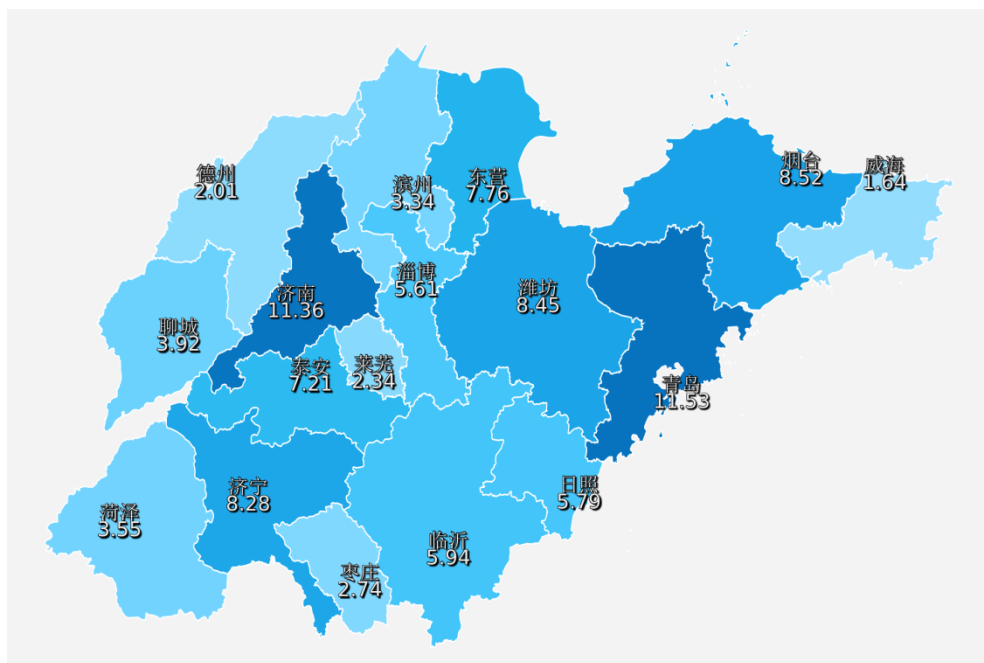 烟台
8.52
威海
1.64
德州
2.01
滨州
3.34
东营
7.76
淄博
5.61
济南
11.36
潍坊
8.45
聊城
3.92
泰安
7.21
莱芜
2.34
青岛
11.53
济宁
8.28
日照
5.79
菏泽
3.55
临沂
5.94
枣庄
2.74